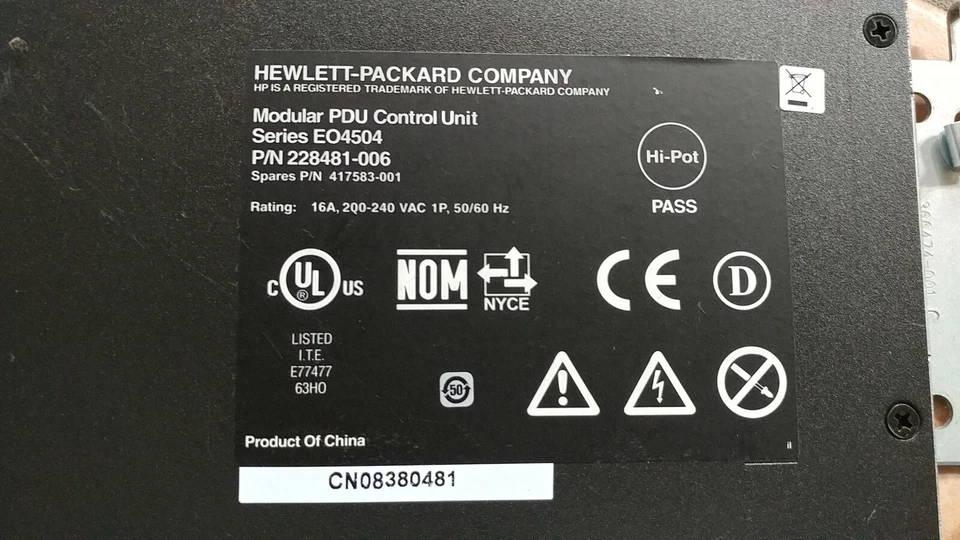 HEWLETT-PACKARD COMPANY
HP IS A REGISTERED TRADEMARK OF HEWLETT-PACKARD COMPANY
Modular PDU Control Unit
Series EO4504
P/N 228481-006
Spares P/N 417583-001
Hi-Pot
PASS
Rating: 16A, 200-240 VAC 1P, 50/60 Hz
C UL ® US
NOM
NYCE
CE
D
LISTED
I.T.E.
E77477
63HO
50
Product Of China
CN08380481